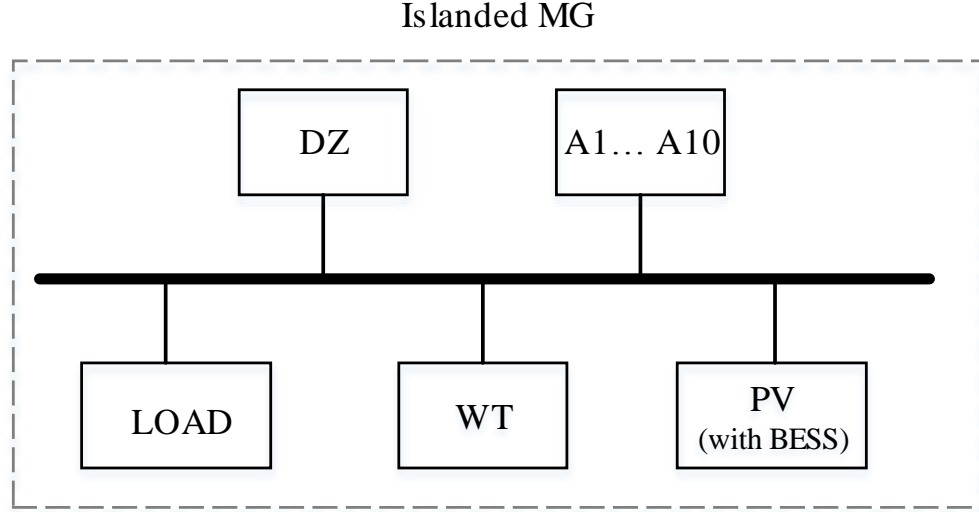 Islanded MG
DZ
A1... A10
LOAD
WT
PV
(with BESS)